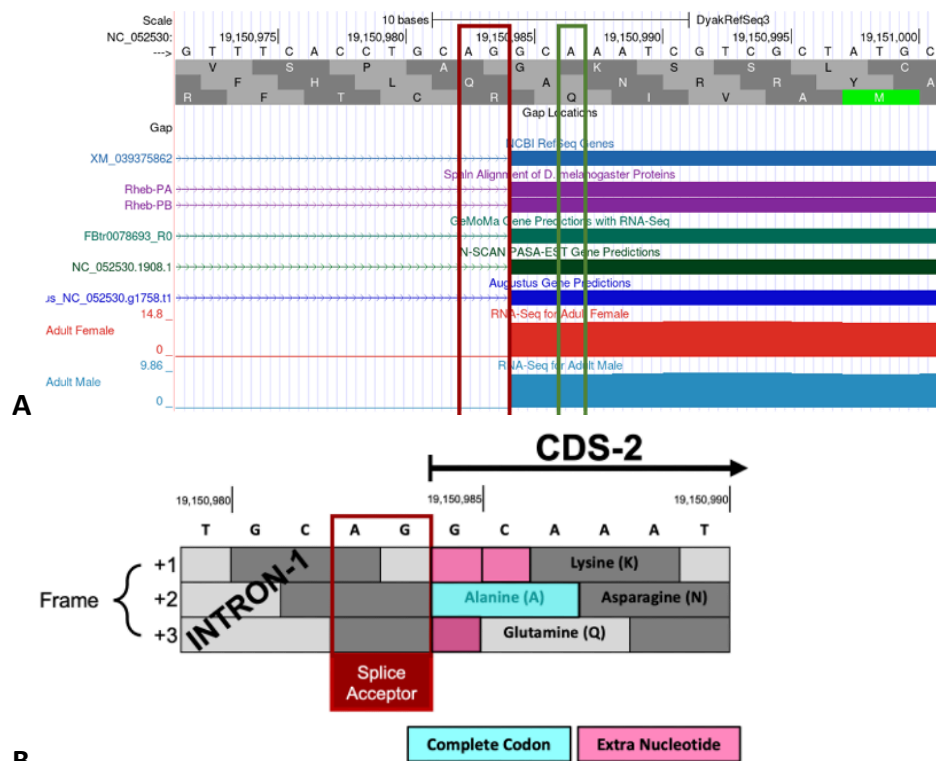 Scale 10 bases DyakRefSeq3
NC_052530: 19,150,975 19,150,980 19,150,985 19,150,990 19,150,995 19,151,000
---> G T T T C A C C T G C A G G C A A A T C G T C G C T A T G C
V S P A G K S S L C
F H L Q A N R R Y A
R F T C R Q I V A M
Gap Locations
Gap
NCBI RefSeq Genes
XM_039375862
Spaln Alignment of D. melanogaster Proteins
Rheb-PA
Rheb-PB
GeMoMa Gene Predictions with RNA-Seq
FBtr0078693_R0
N-SCAN PASA-EST Gene Predictions
NC_052530.1908.1
Augustus Gene Predictions
us_NC_052530.g1758.t1
14.8 _ RNA-Seq for Adult Female
Adult Female
0 _
9.86 _ RNA-Seq for Adult Male
Adult Male
0 _
A
CDS-2
19,150,980 19,150,985 19,150,990
T G C A G G C A A A T
+1 Lysine (K)
Frame +2 Alanine (A) Asparagine (N)
+3 Glutamine (Q)
INTRON-1
Splice
Acceptor
Complete Codon Extra Nucleotide
B